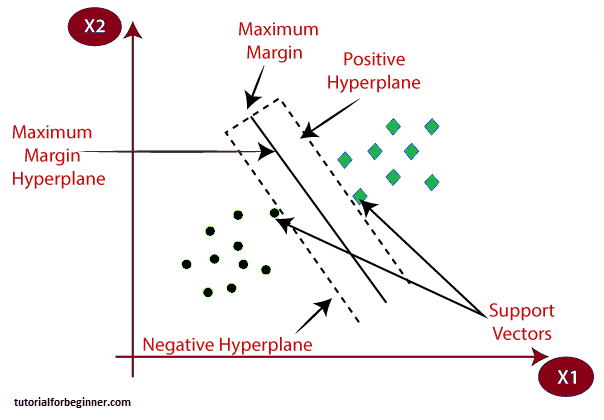 X2
Maximum
Margin
Positive
Hyperplane
Maximum
Margin
Hyperplane
Support
Vectors
Negative Hyperplane
X1
tutorialforbeginner.com